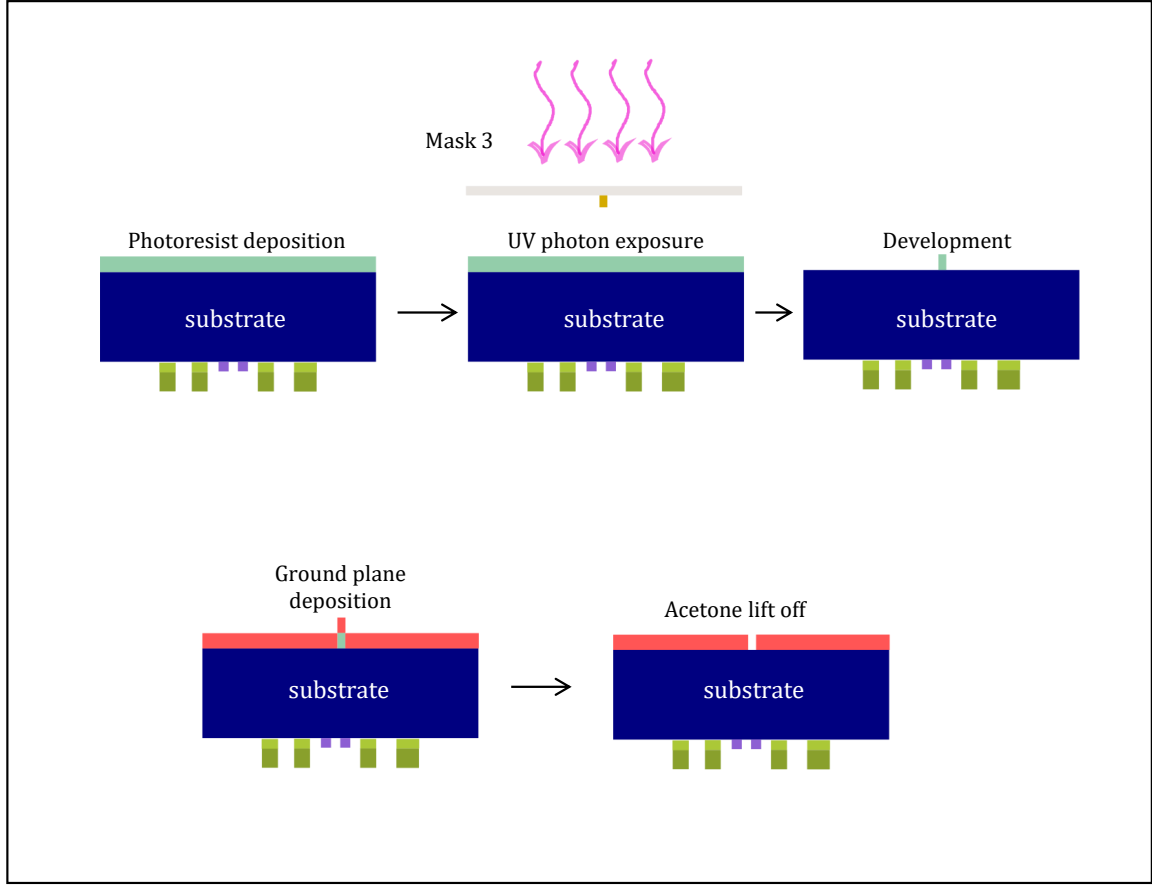 Mask 3
Photoresist deposition
UV photon exposure
Development
substrate
substrate
substrate
Ground plane
deposition
Acetone lift off
substrate
substrate